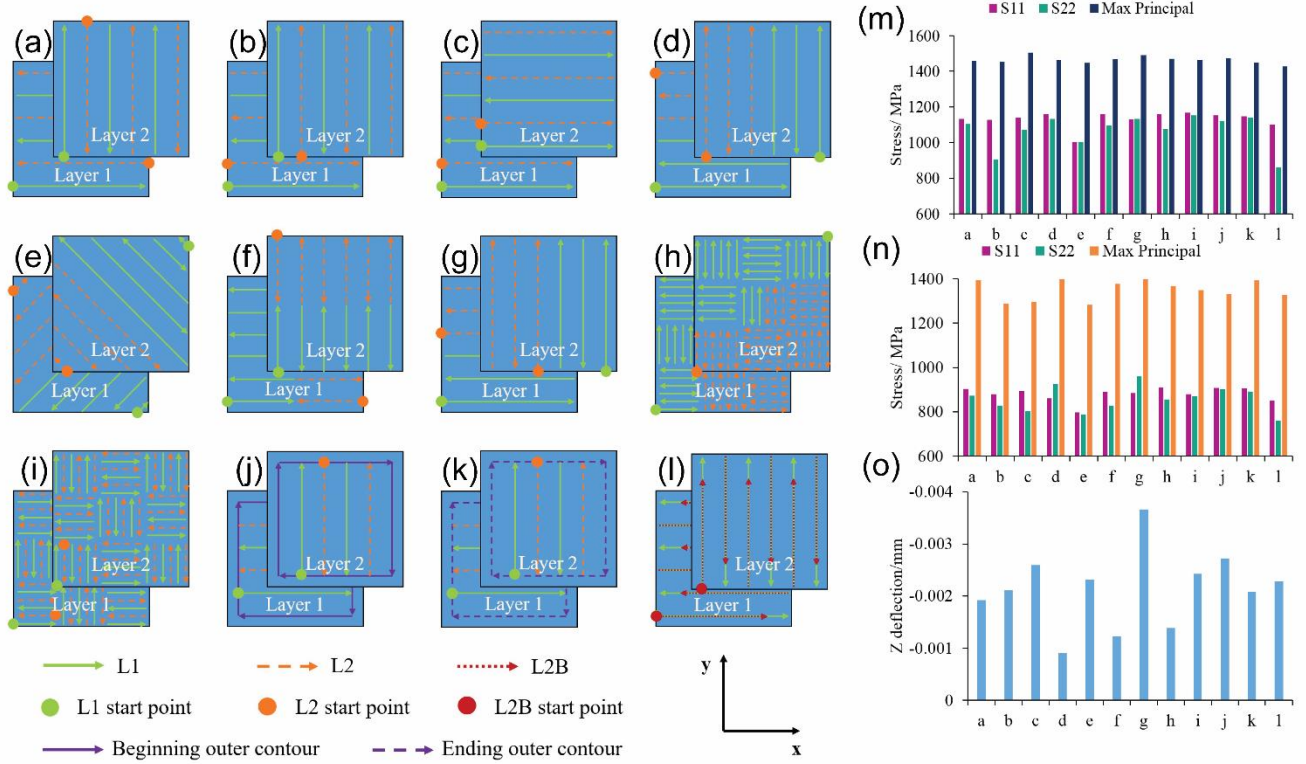 (a)
(b)
(c)
(d)
Layer 2
Layer 1
Layer 2
Layer 1
Layer 2
Layer 1
Layer 2
Layer 1
(e)
(f)
(g)
(h)
Layer 2
Layer 1
Layer 2
Layer 1
Layer 2
Layer 1
Layer 2
Layer 1
(i)
(j)
(k)
(l)
Layer 2
Layer 1
Layer 2
Layer 1
Layer 2
Layer 1
Layer 2
Layer 1
L1
L2
L2B
L1 start point
L2 start point
L2B start point
Beginning outer contour
Ending outer contour
y
x
(m)
S11 S22 Max Principal
Stress/ MPa
1600
1400
1200
1000
800
600
a b c d e f g h i j k l
(n)
S11 S22 Max Principal
Stress/ MPa
1400
1200
1000
800
600
a b c d e f g h i j k l
(o)
Z deflection/mm
-0.004
-0.003
-0.002
-0.001
0
a b c d e f g h i j k l